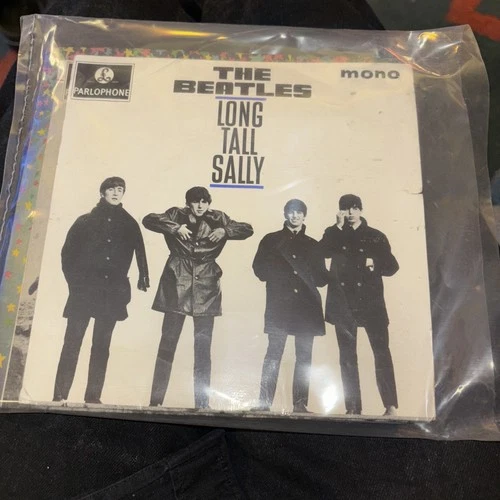 PARLOPHONE
THE
BEATLES
mono
LONG
TALL
SALLY